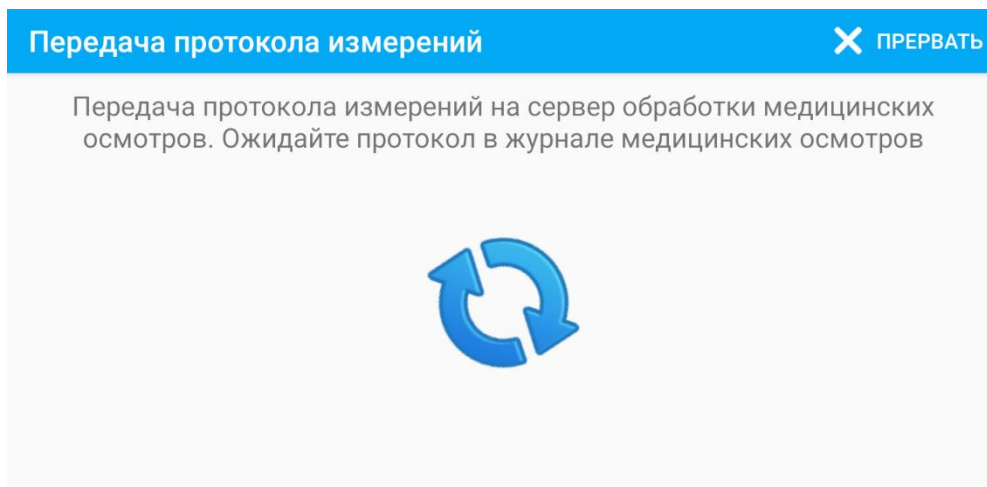 Передача протокола измерений
ПРЕРВАТЬ
Передача протокола измерений на сервер обработки медицинских
осмотров. Ожидайте протокол в журнале медицинских осмотров